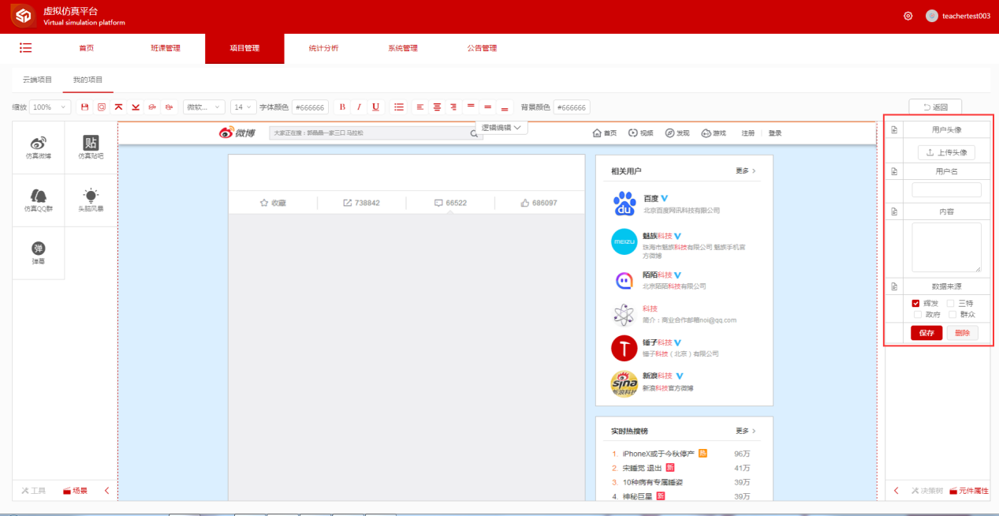 虚拟仿真平台
Virtual simulation platform
teachertest003
首页 班课管理 项目管理 统计分析 系统管理 公告管理
云端项目 我的项目
缩放 100% 微软... 14 字体颜色 #666666 B I U 背景颜色 #666666 返回
仿真微博
贴
仿真贴吧
仿真QQ群
头脑风暴
弹
弹幕
工具 场景
微博
大家正在搜：郭晶晶一家三口 马拉松
逻辑编辑
首页 视频 发现 游戏 注册 登录
收藏 738842 66522 686097
相关用户 更多
du
百度 V
北京百度网讯科技有限公司
MEIZU
魅族科技 V
珠海市魅族科技有限公司 魅族手机官
方微博
陌陌科技 V
北京陌陌科技有限公司
科技
简介：商业合作邮箱noi@qq.com
T
锤子科技 V
锤子科技（北京）有限公司
sina
新浪科技
新浪科技 V
新浪科技官方微博
实时热搜榜 更多
1. iPhoneX或于今秋停产 热 96万
2. 宋睡觉 退出 新 41万
3. 10种病有专属睡姿 39万
4. 神秘巨星 新 39万
用户头像
上传头像
用户名
内容
数据来源
辉发 三特
政府 群众
保存 删除
决策树 元件属性